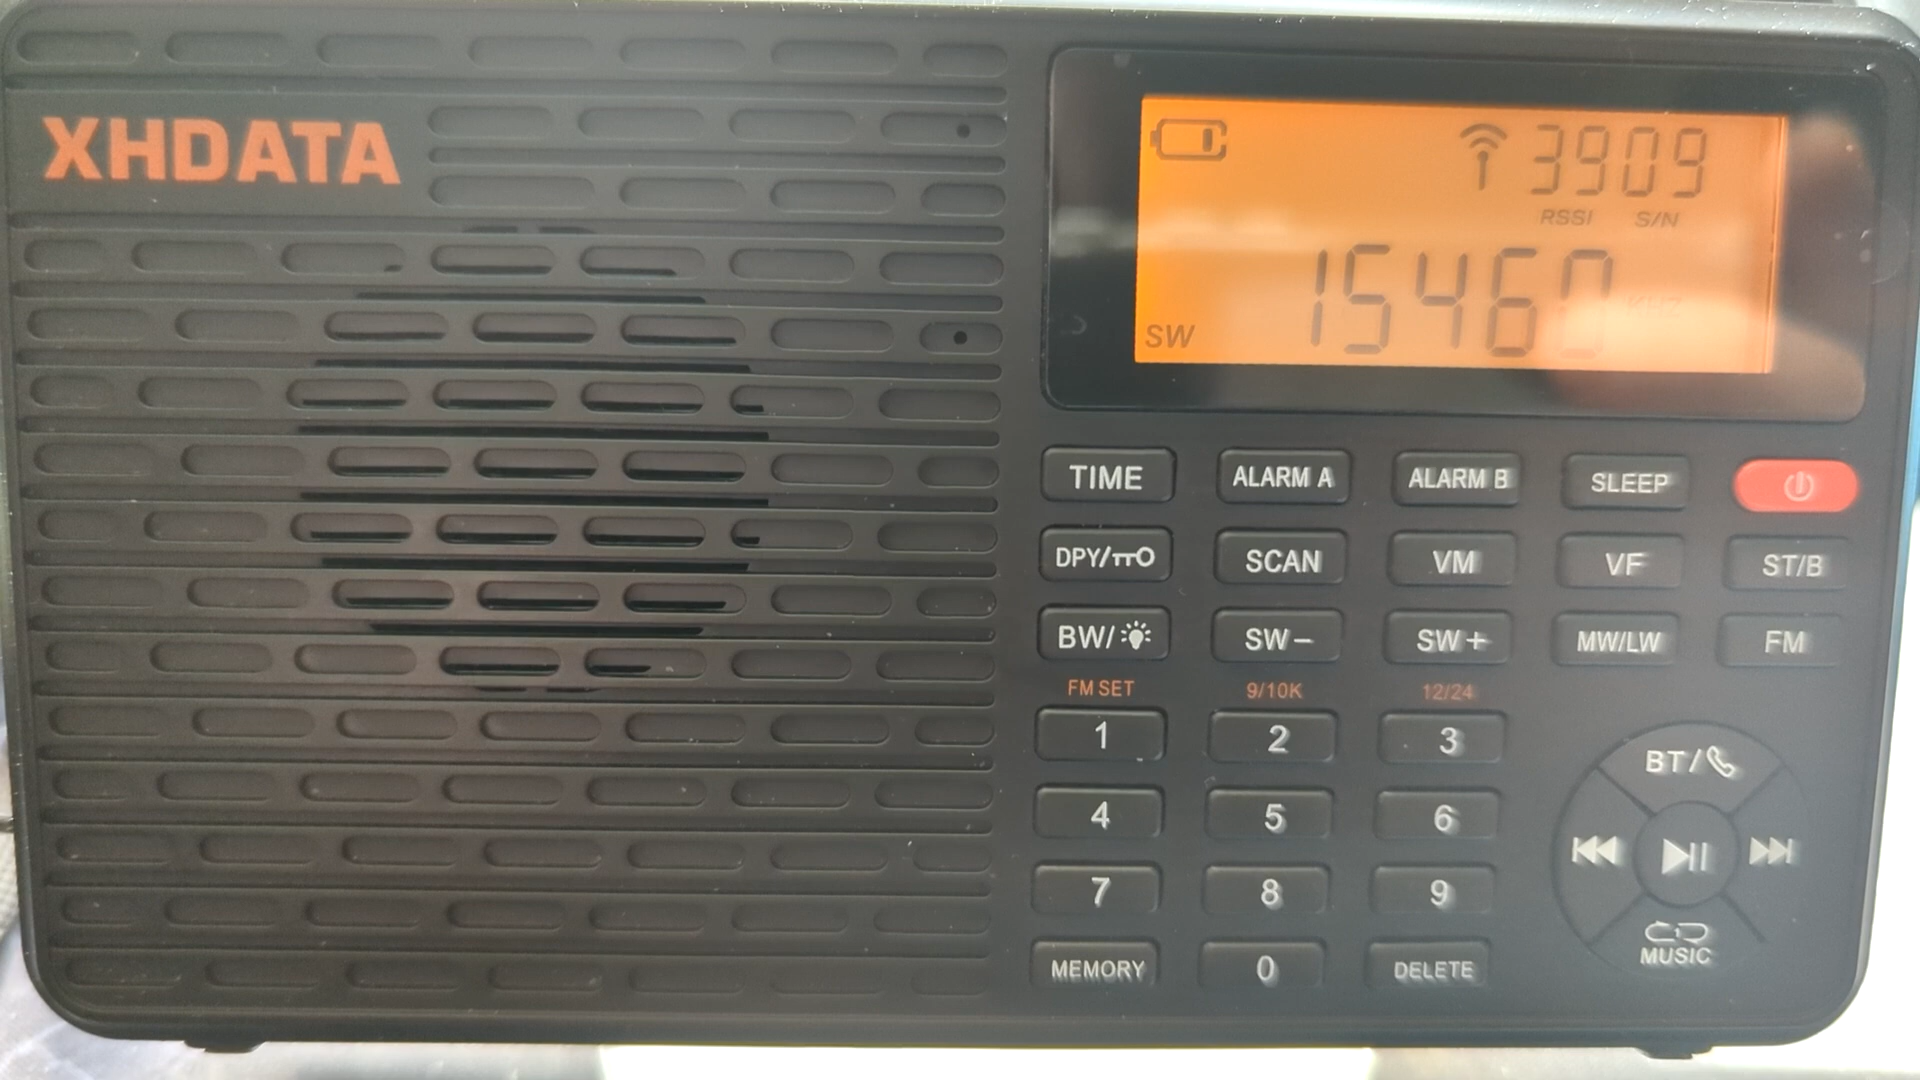 XHDATA
3909
RSSI S/N
15460 KHZ
SW
TIME ALARM A ALARM B SLEEP
DPY/ SCAN VM VF ST/B
BW/ SW− SW+ MW/LW FM
FM SET 9/10K 12/24
1 2 3
4 5 6
7 8 9
MEMORY 0 DELETE
BT/
MUSIC